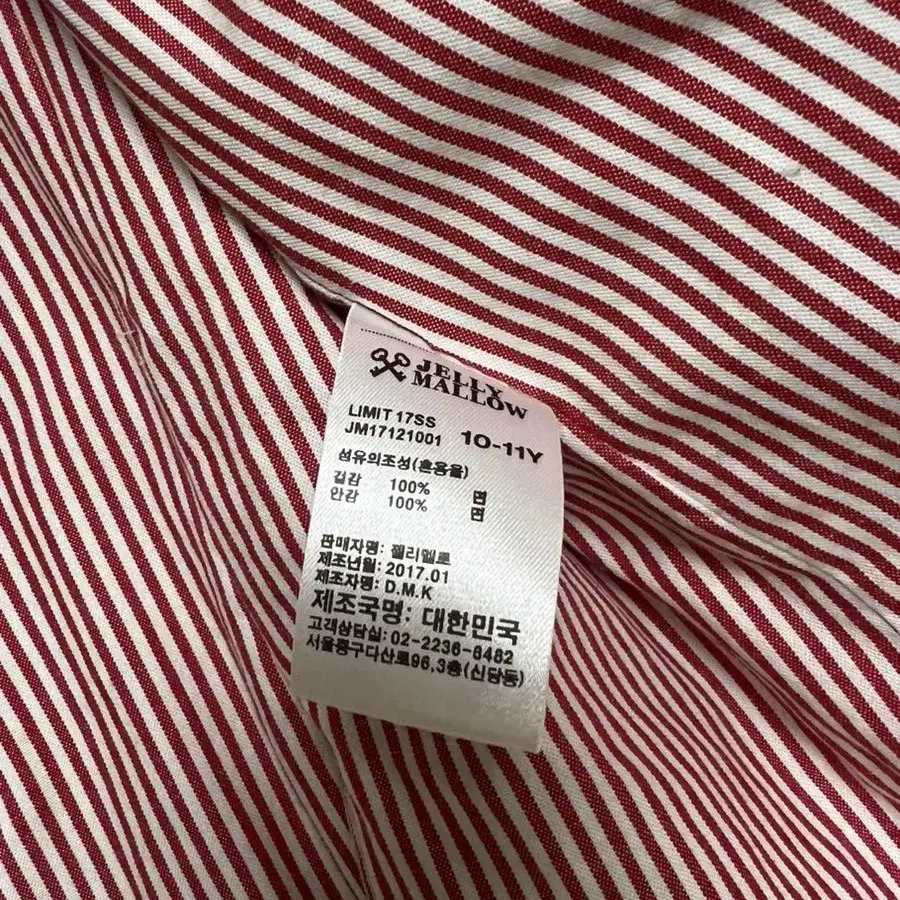 JELLY
MALLOW
LIMIT 17SS
JM17121001 10-11Y
섬유의조성(혼용율)
겉감 100% 면
안감 100% 면
판매자명: 젤리멜로
제조년월: 2017.01
제조자명: D.M.K
제조국명: 대한민국
고객상담실: 02-2236-6482
서울중구다산로96,3층(신당동)